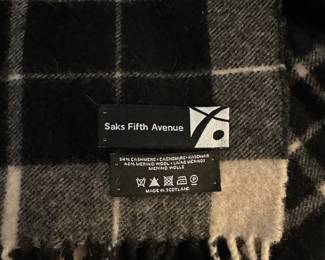 Saks Fifth Avenue
54% CASHMERE • CACHEMIRE • KASCHMIR
46% MERINO WOOL • LAINE MERINOS
MERINO WOLLE
MADE IN SCOTLAND